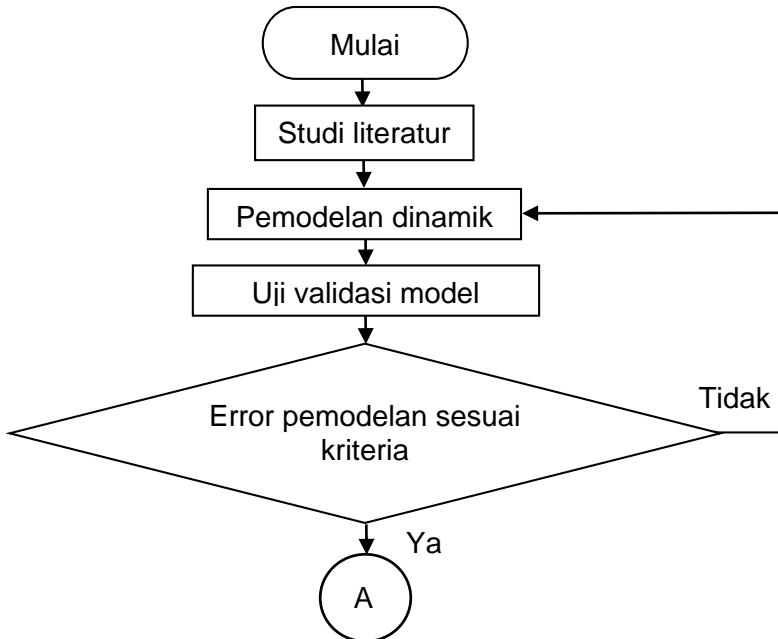 Mulai
Studi literatur
Pemodelan dinamik
Uji validasi model
Error pemodelan sesuai
kriteria
Tidak
Ya
A